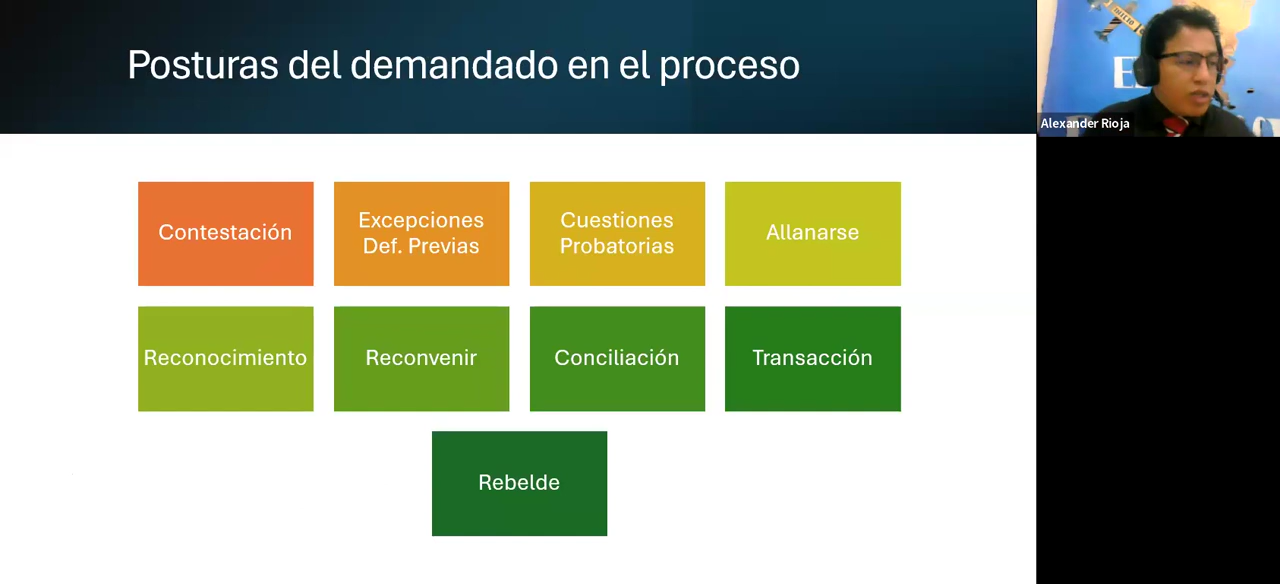 Posturas del demandado en el proceso
Alexander Rioja
Contestación
Excepciones
Def. Previas
Cuestiones
Probatorias
Allanarse
Reconocimiento
Reconvenir
Conciliación
Transacción
Rebelde